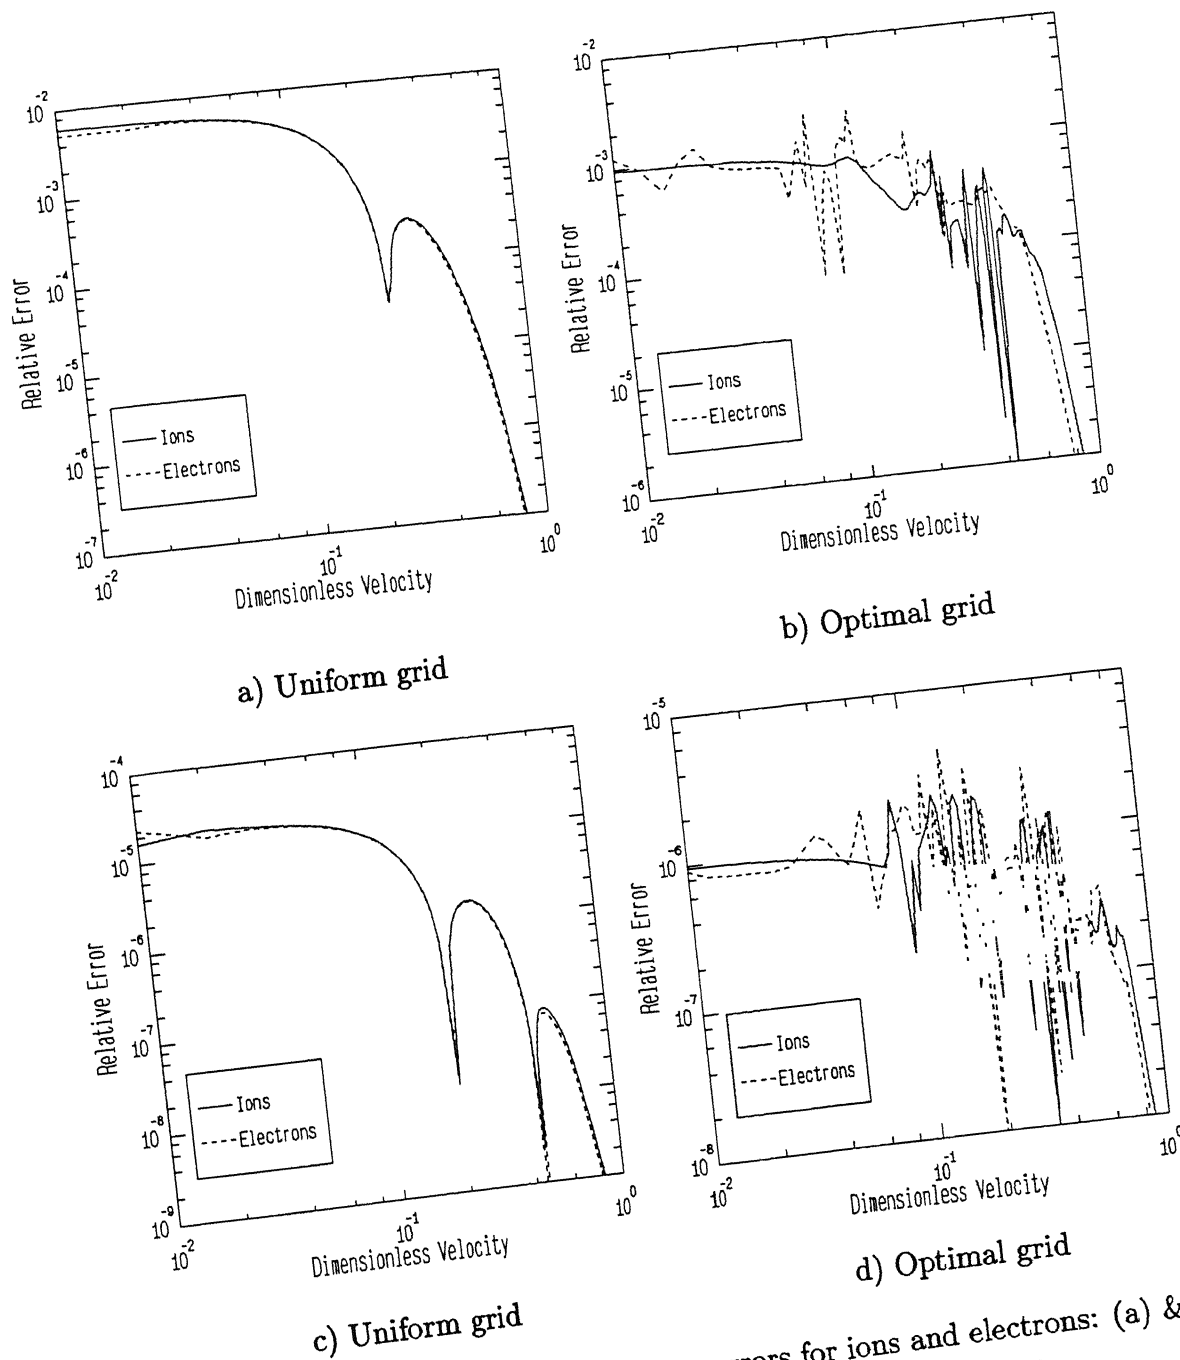 10^-2
10^-3
10^-4
10^-5
10^-6
10^-7
Relative Error
Ions
Electrons
10^-2
10^-1
10^0
Dimensionless Velocity
a) Uniform grid
10^-2
10^-3
10^-4
10^-5
10^-6
Relative Error
Ions
Electrons
10^-2
10^-1
10^0
Dimensionless Velocity
b) Optimal grid
10^-4
10^-5
10^-6
10^-7
10^-8
10^-9
Relative Error
Ions
Electrons
10^-2
10^-1
10^0
Dimensionless Velocity
c) Uniform grid
10^-5
10^-6
10^-7
10^-8
Relative Error
Ions
Electrons
10^-2
10^-1
10^0
Dimensionless Velocity
d) Optimal grid
for ions and electrons: (a) &